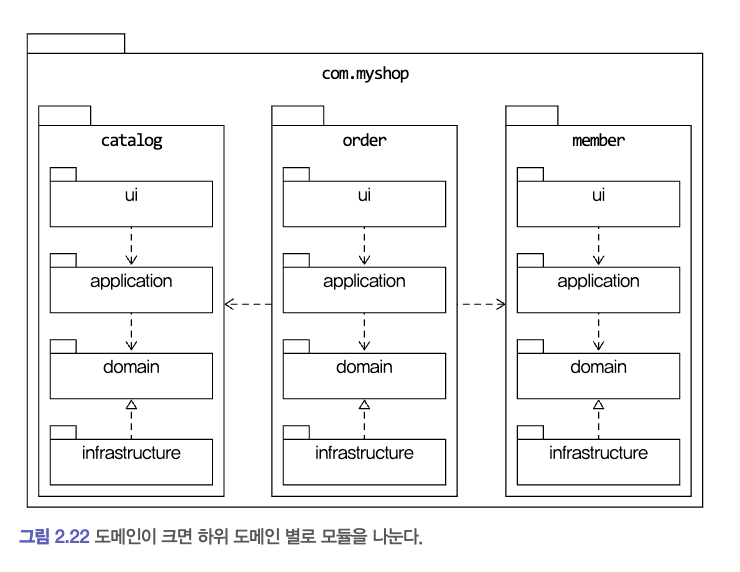 com.myshop
catalog
order
member
ui
ui
ui
application
application
application
domain
domain
domain
infrastructure
infrastructure
infrastructure
그림 2.22 도메인이 크면 하위 도메인 별로 모듈을 나눈다.